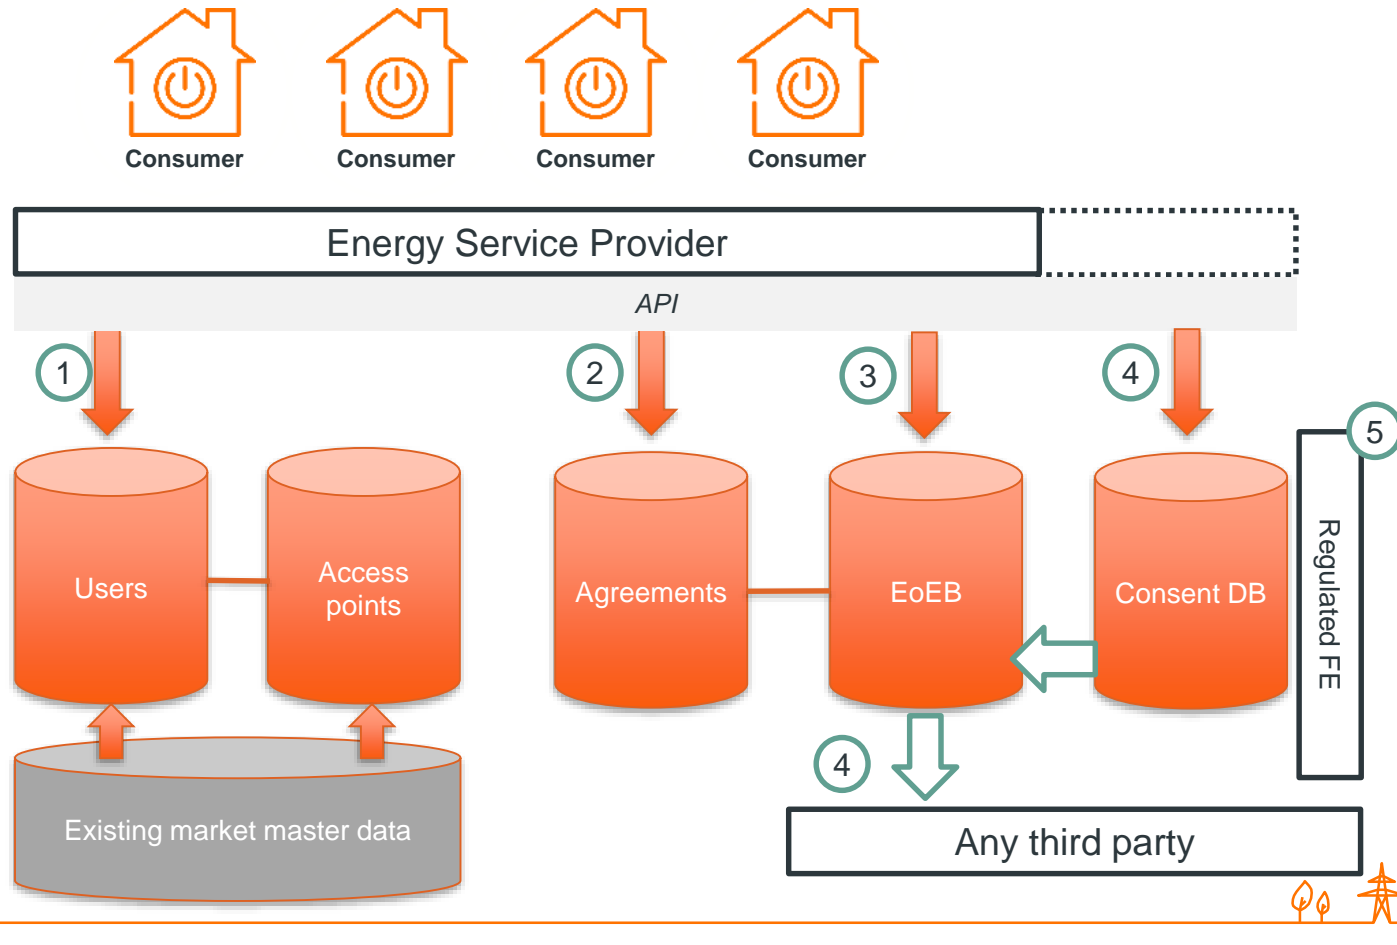 Consumer
Consumer
Consumer
Consumer
Energy Service Provider
API
1
2
3
4
5
Users
Access
points
Agreements
EoEB
Consent DB
Regulated FE
4
Existing market master data
Any third party